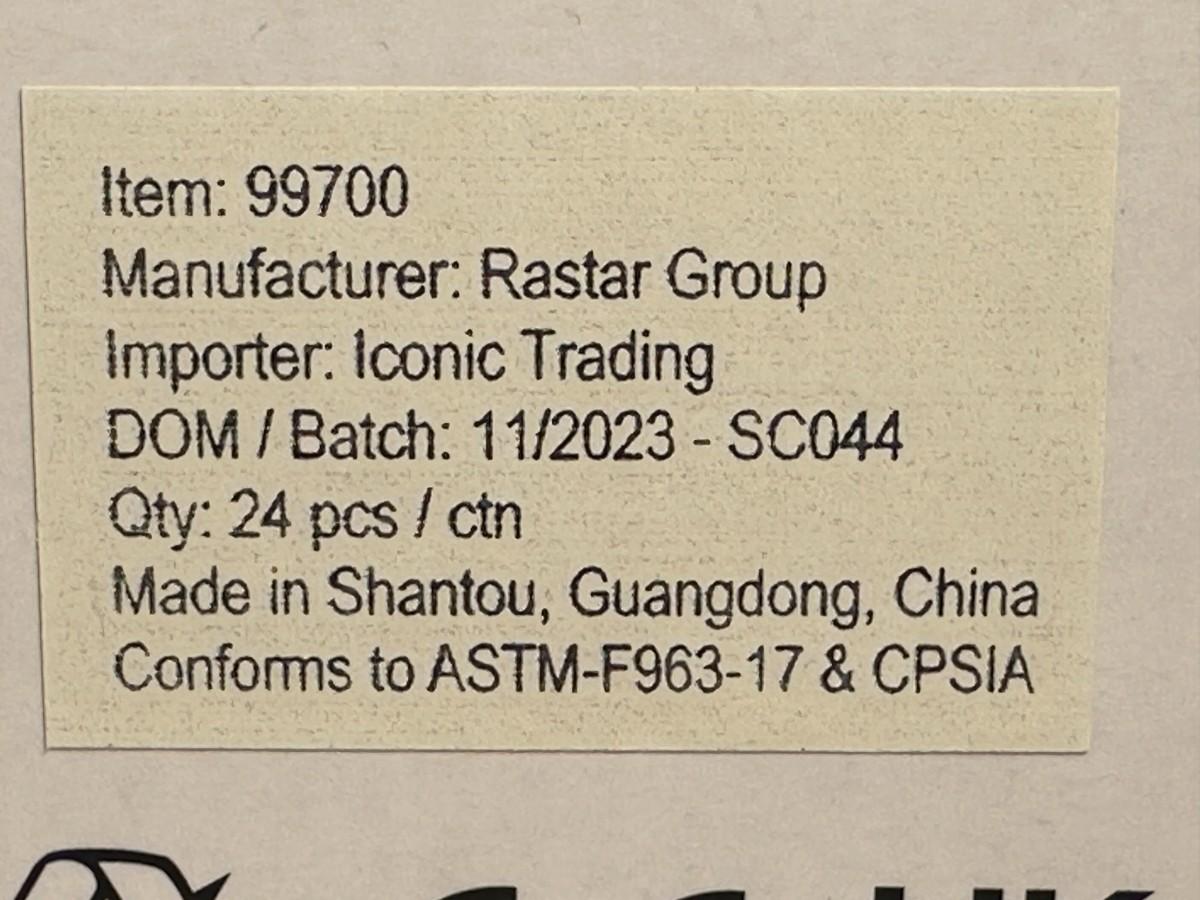 Item: 99700
Manufacturer: Rastar Group
Importer: Iconic Trading
DOM / Batch: 11/2023 - SC044
Qty: 24 pcs / ctn
Made in Shantou, Guangdong, China
Conforms to ASTM-F963-17 & CPSIA